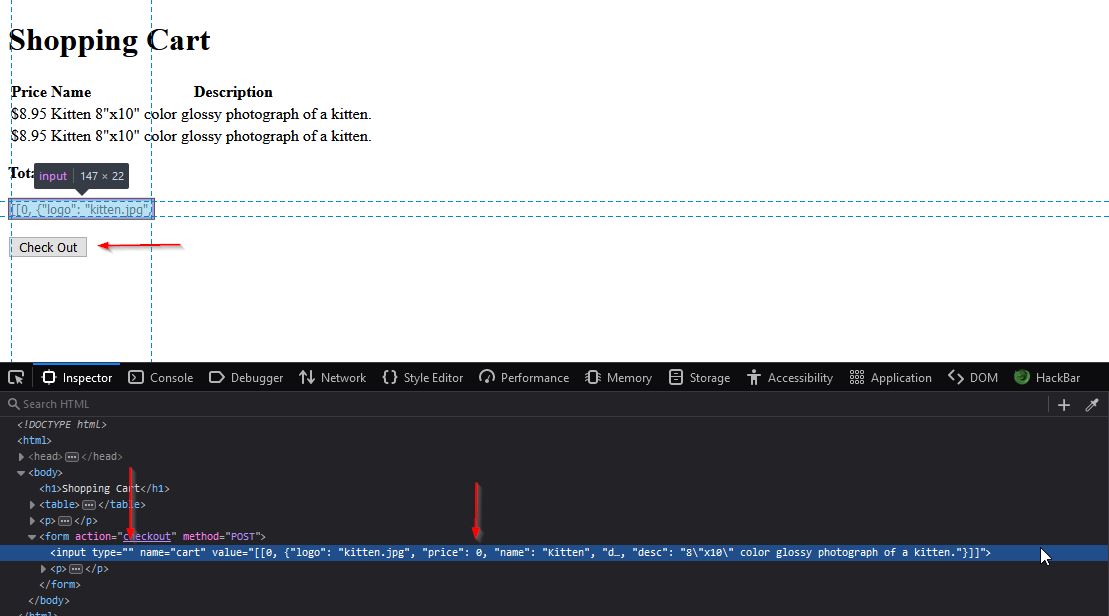 Shopping Cart
Price Name Description
$8.95 Kitten 8"x10" color glossy photograph of a kitten.
$8.95 Kitten 8"x10" color glossy photograph of a kitten.
Tota
input 147 × 22
[[0, {"logo": "kitten.jpg",
Check Out
Inspector Console Debugger Network Style Editor Performance Memory Storage Accessibility Application DOM HackBar
Search HTML
<!DOCTYPE html>
<html>
<head> ... </head>
<body>
<h1>Shopping Cart</h1>
<table> ... </table>
<p> ... </p>
<form action="checkout" method="POST">
<input type="" name="cart" value="[[0, {"logo": "kitten.jpg", "price": 0, "name": "kitten", "d…, "desc": "8\"x10\" color glossy photograph of a kitten."}]]">
<p> ... </p>
</form>
</body>
</html>